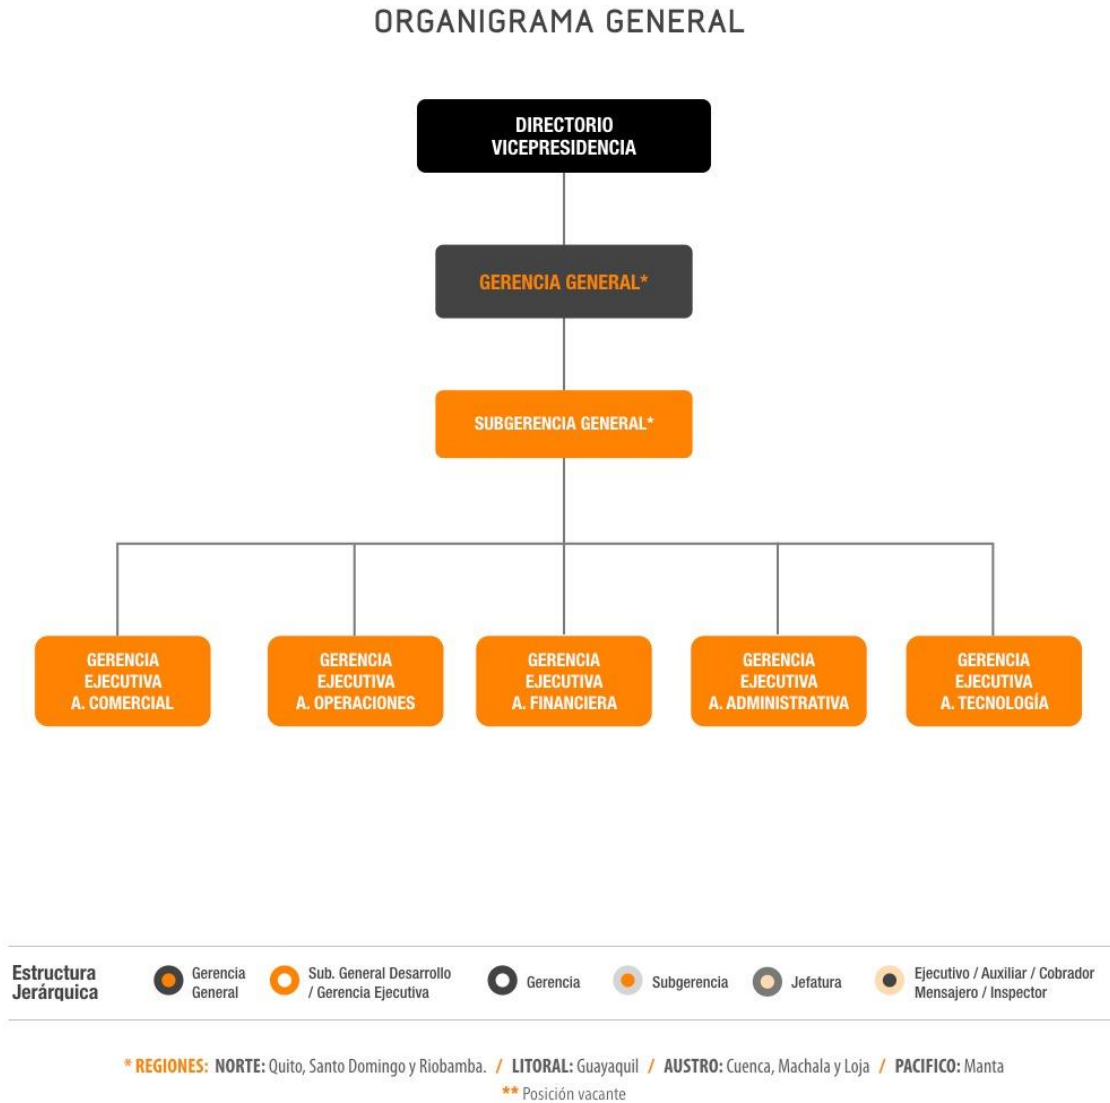 ORGANIGRAMA GENERAL
DIRECTORIO
VICEPRESIDENCIA
GERENCIA GENERAL*
SUBGERENCIA GENERAL*
GERENCIA
EJECUTIVA
A. COMERCIAL
GERENCIA
EJECUTIVA
A. OPERACIONES
GERENCIA
EJECUTIVA
A. FINANCIERA
GERENCIA
EJECUTIVA
A. ADMINISTRATIVA
GERENCIA
EJECUTIVA
A. TECNOLOGÍA
Estructura
Jerárquica
Gerencia
General
Sub. General Desarrollo
/ Gerencia Ejecutiva
Gerencia
Subgerencia
Jefatura
Ejecutivo / Auxiliar / Cobrador
Mensajero / Inspector
* REGIONES: NORTE: Quito, Santo Domingo y Riobamba. / LITORAL: Guayaquil / AUSTRO: Cuenca, Machala y Loja / PACIFICO: Manta
** Posición vacante